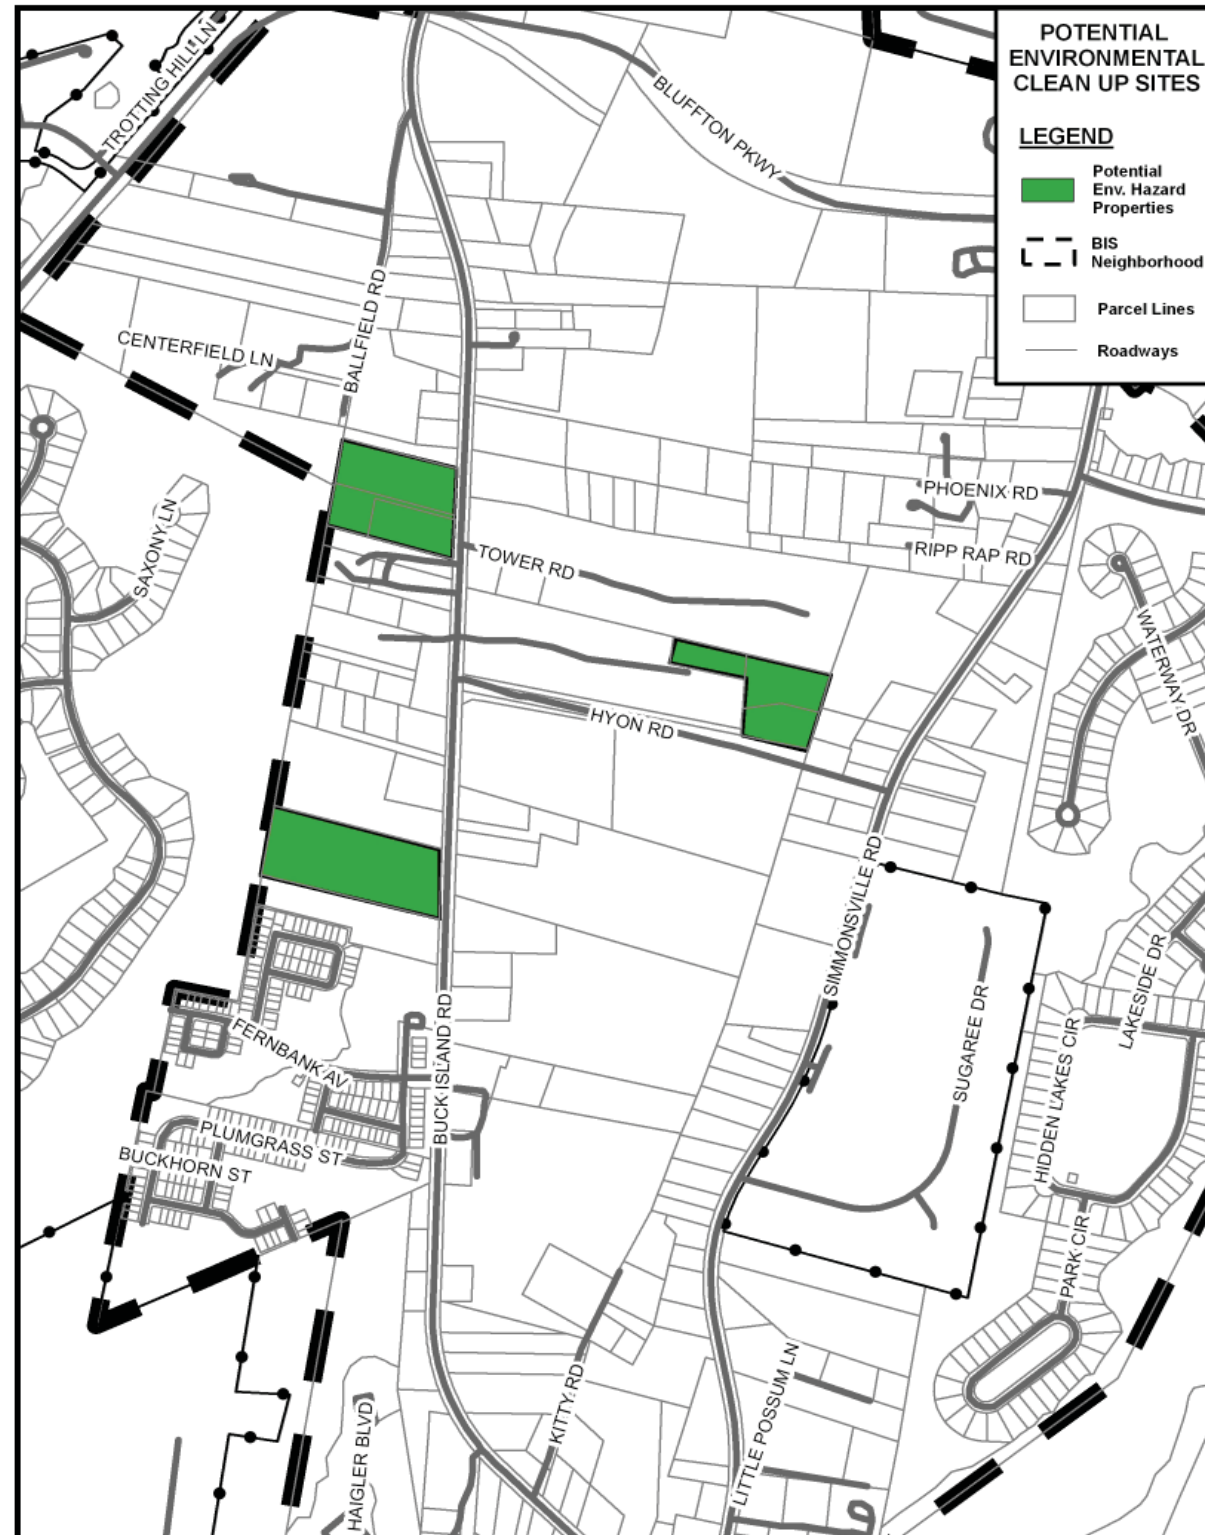 POTENTIAL
ENVIRONMENTAL
CLEAN UP SITES
LEGEND
Potential
Env. Hazard
Properties
BIS
Neighborhood
Parcel Lines
Roadways
TROTTING HILL LN
BLUFFTON PKWY
BALLFIELD RD
CENTERFIELD LN
SAXONY LN
PHOENIX RD
RIPP RAP RD
TOWER RD
WATERWAY DR
HYON RD
SIMMONSVILLE RD
LAKESIDE DR
SUGAREE DR
HIDDEN LAKES CIR
FERNBANK AV
BUCK ISLAND RD
PLUMGRASS ST
BUCKHORN ST
PARK CIR
KITTY RD
LITTLE POSSUM LN
HAIGLER BLVD